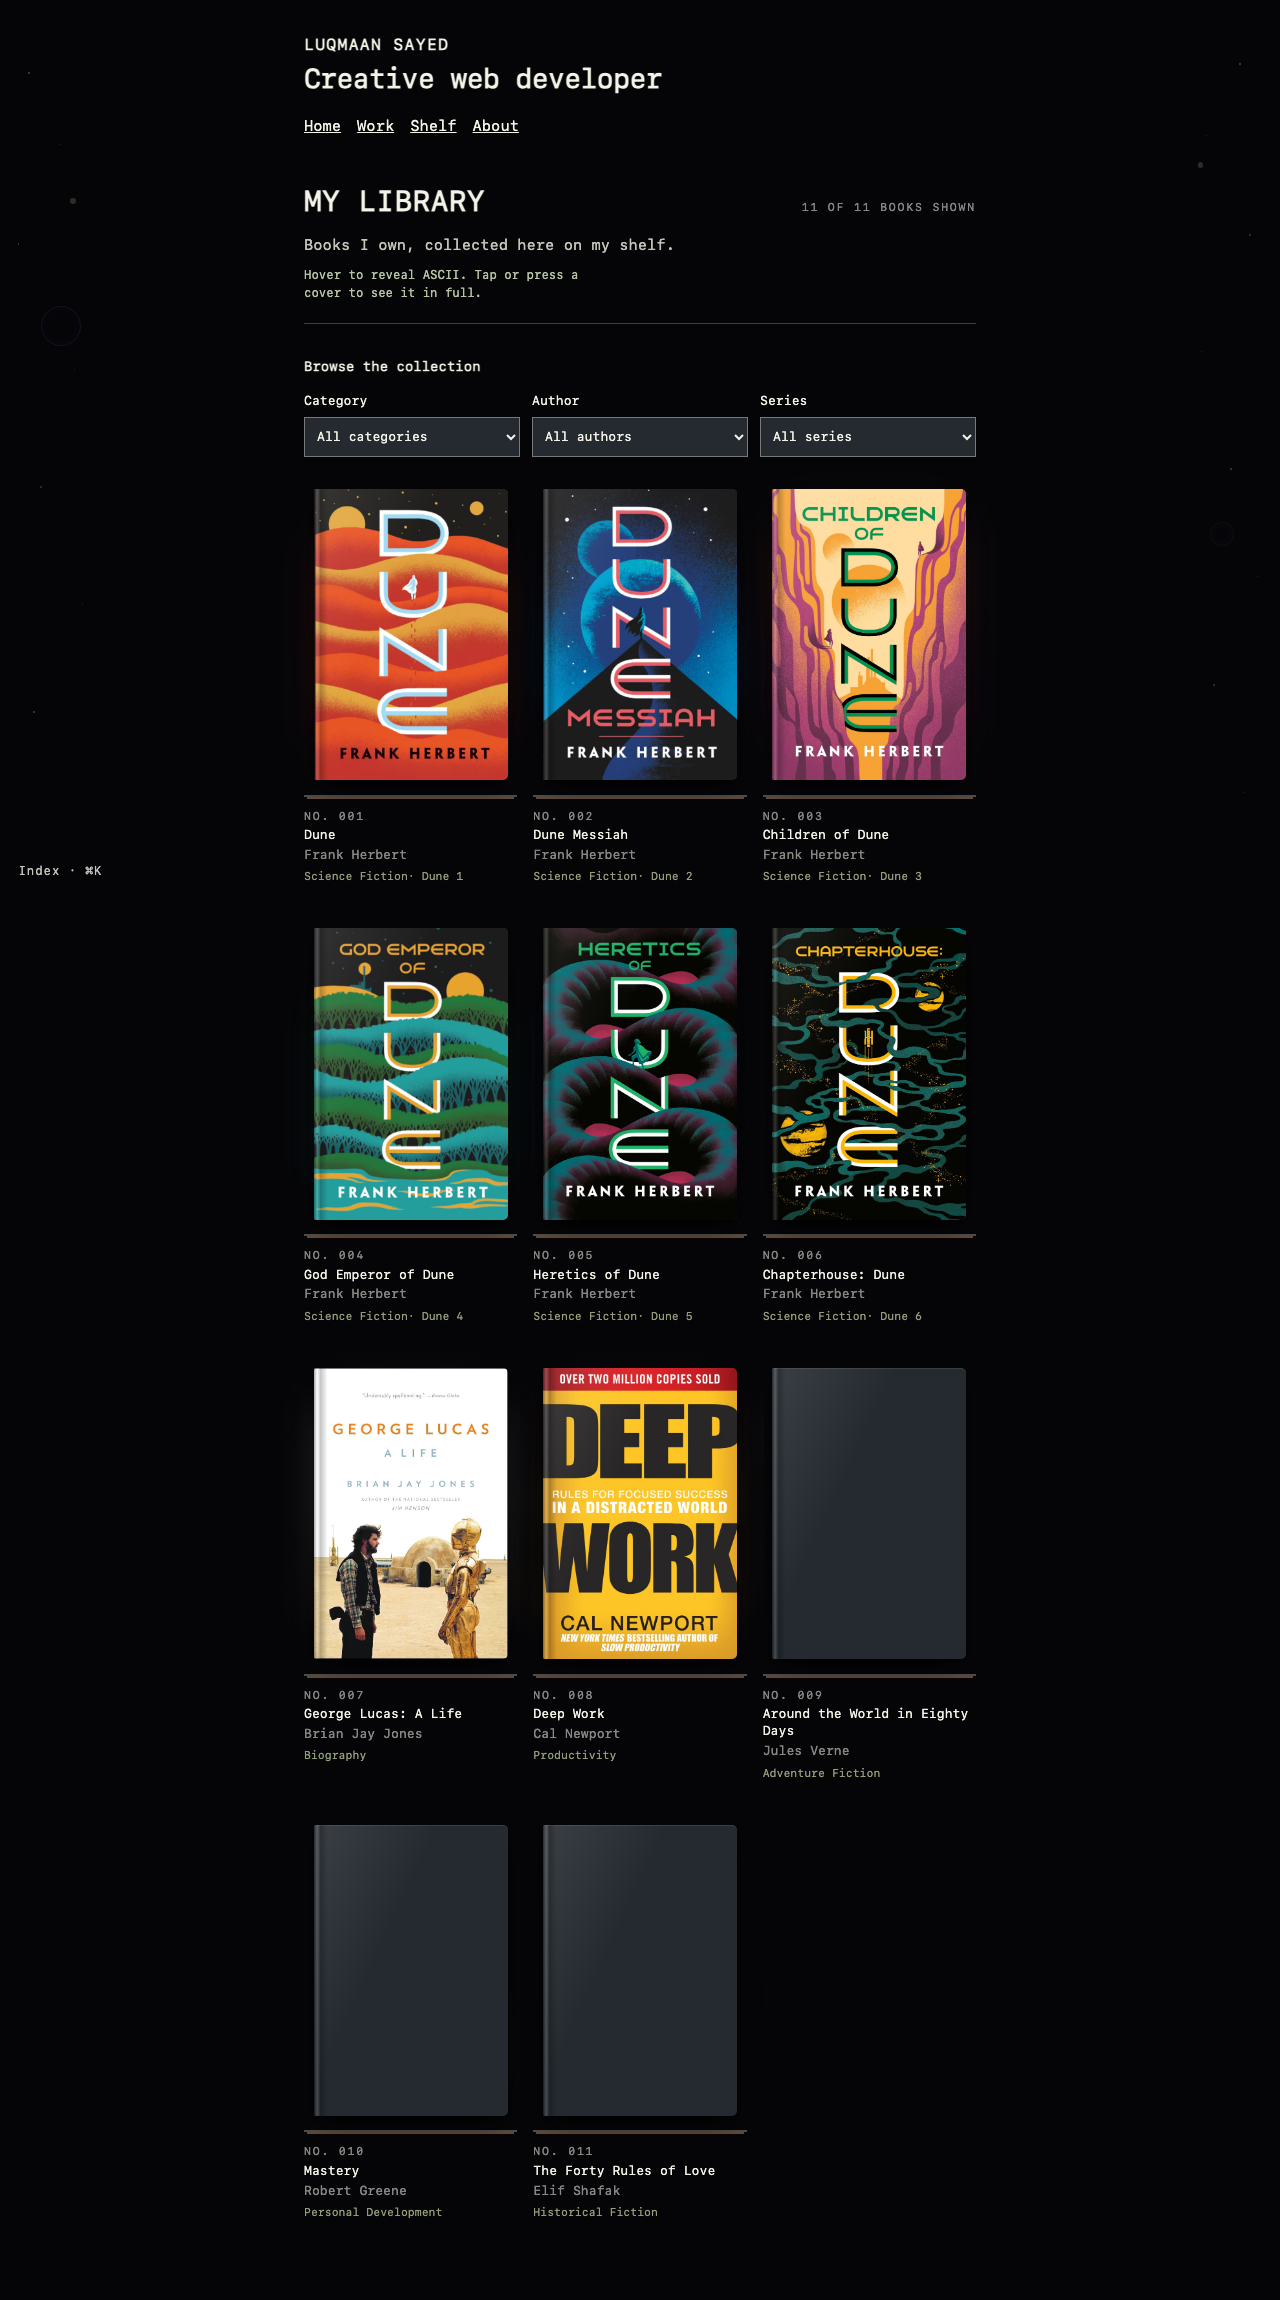 LUQMAAN SAYED
Creative web developer
Home Work Shelf About
MY LIBRARY
11 OF 11 BOOKS SHOWN
Books I own, collected here on my shelf.
Hover to reveal ASCII. Tap or press a
cover to see it in full.
Browse the collection
Category Author Series
All categories All authors All series
DUNE
FRANK HERBERT
DUNE
MESSIAH
FRANK HERBERT
CHILDREN
OF
DUNE
FRANK HERBERT
NO. 001
Dune
Frank Herbert
Science Fiction· Dune 1
NO. 002
Dune Messiah
Frank Herbert
Science Fiction· Dune 2
NO. 003
Children of Dune
Frank Herbert
Science Fiction· Dune 3
Index · ⌘K
GOD EMPEROR
OF
DUNE
FRANK HERBERT
HERETICS
OF
DUNE
FRANK HERBERT
CHAPTERHOUSE:
DUNE
FRANK HERBERT
NO. 004
God Emperor of Dune
Frank Herbert
Science Fiction· Dune 4
NO. 005
Heretics of Dune
Frank Herbert
Science Fiction· Dune 5
NO. 006
Chapterhouse: Dune
Frank Herbert
Science Fiction· Dune 6
GEORGE LUCAS
A LIFE
BRIAN JAY JONES
AUTHOR OF THE NATIONAL BESTSELLER
JIM HENSON
OVER TWO MILLION COPIES SOLD
DEEP
RULES FOR FOCUSED SUCCESS
IN A DISTRACTED WORLD
WORK
CAL NEWPORT
NEW YORK TIMES BESTSELLING AUTHOR OF
SLOW PRODUCTIVITY
NO. 007
George Lucas: A Life
Brian Jay Jones
Biography
NO. 008
Deep Work
Cal Newport
Productivity
NO. 009
Around the World in Eighty
Days
Jules Verne
Adventure Fiction
NO. 010
Mastery
Robert Greene
Personal Development
NO. 011
The Forty Rules of Love
Elif Shafak
Historical Fiction